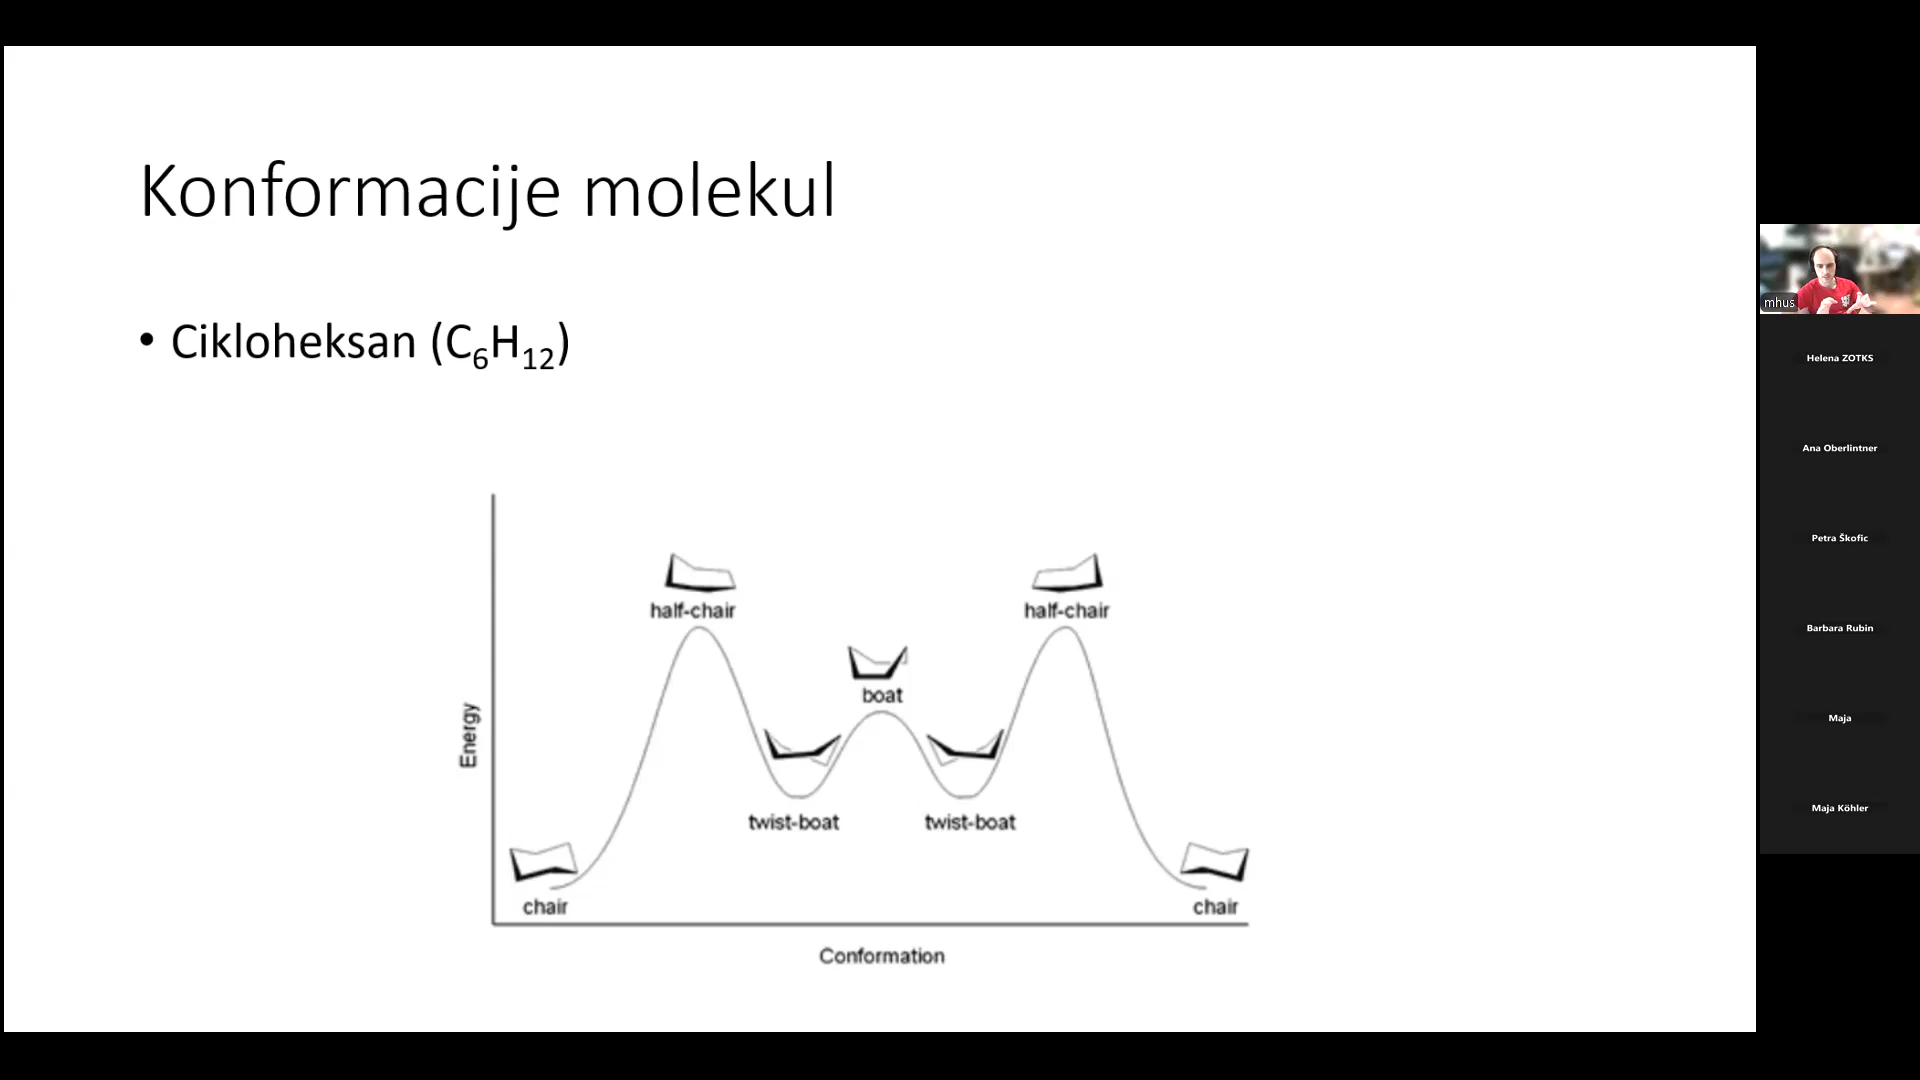 Konformacije molekul
• Cikloheksan (C₆H₁₂)
Energy
half-chair
half-chair
boat
twist-boat
twist-boat
chair
chair
Conformation
mhus
Helena ZOTKS
Ana Oberlintner
Petra Škofic
Barbara Rubin
Maja
Maja Köhler